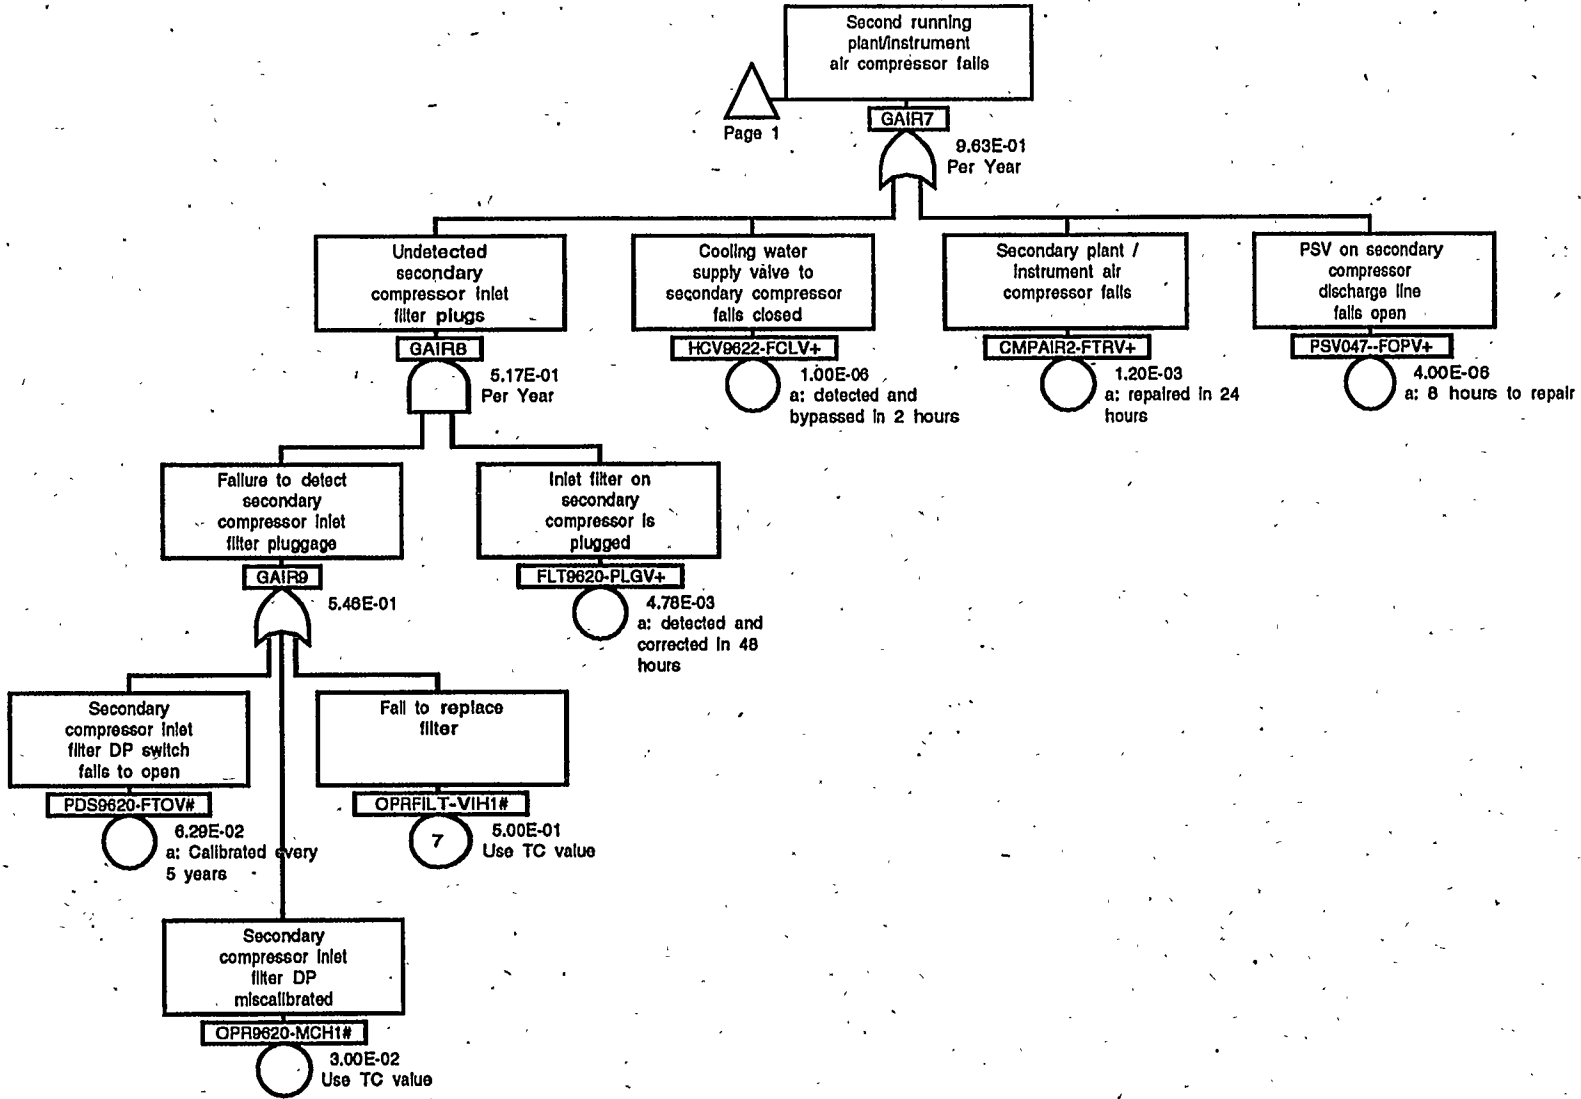 Second running
plant/instrument
air compressor fails
Page 1
GAIR7
9.63E-01
Per Year
Undetected
secondary
compressor inlet
filter plugs
GAIR8
5.17E-01
Per Year
Cooling water
supply valve to
secondary compressor
fails closed
HCV9622-FCLV+
1.00E-06
a: detected and
bypassed in 2 hours
Secondary plant /
instrument air
compressor fails
CMPAIR2-FTRV+
1.20E-03
a: repaired in 24
hours
PSV on secondary
compressor
discharge line
fails open
PSV047--FOPV+
4.00E-06
a: 8 hours to repair
Failure to detect
secondary
compressor inlet
filter pluggage
GAIR9
5.46E-01
Inlet filter on
secondary
compressor is
plugged
FLT9620-PLGV+
4.78E-03
a: detected and
corrected in 48
hours
Secondary
compressor inlet
filter DP switch
fails to open
PDS9620-FTOV#
6.29E-02
a: Calibrated every
5 years
Fail to replace
filter
OPRFILT-VIH1#
7
5.00E-01
Use TC value
Secondary
compressor inlet
filter DP
miscalibrated
OPR9620-MCH1#
3.00E-02
Use TC value